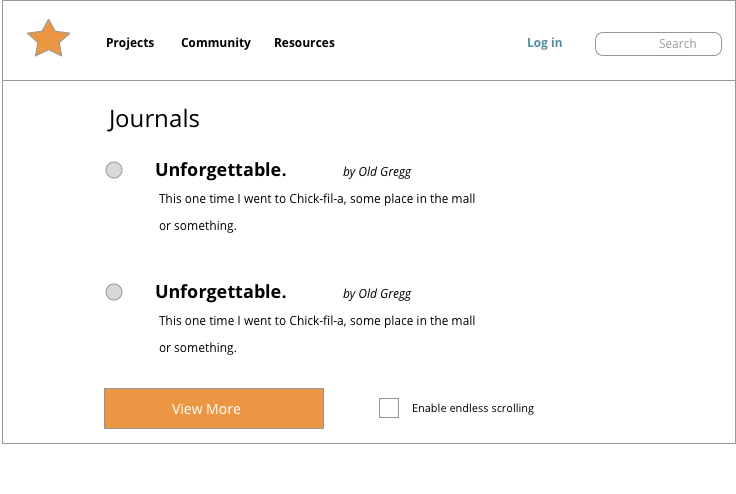 Projects Community Resources Log in Search
Journals
Unforgettable. by Old Gregg
This one time I went to Chick-fil-a, some place in the mall
or something.
Unforgettable. by Old Gregg
This one time I went to Chick-fil-a, some place in the mall
or something.
View More Enable endless scrolling